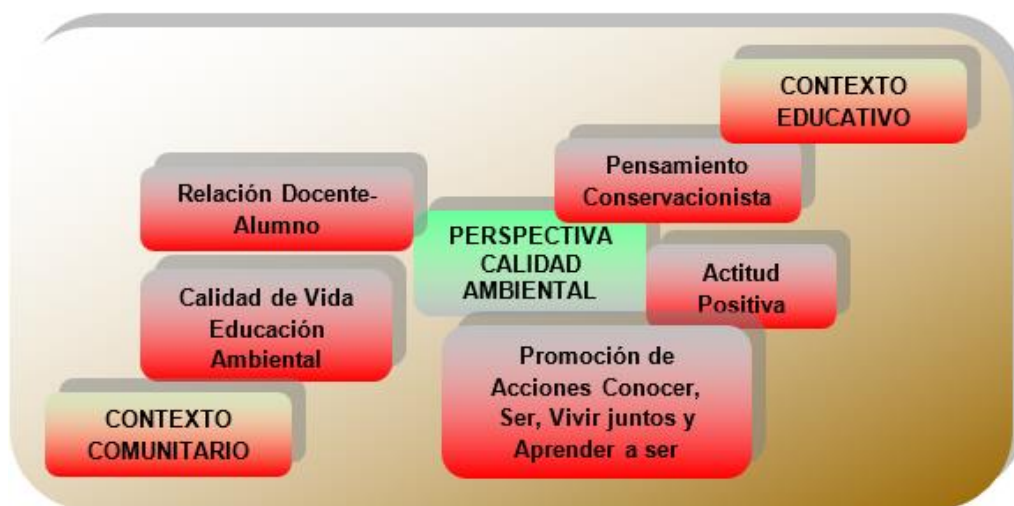 CONTEXTO
EDUCATIVO
Pensamiento
Conservacionista
Relación Docente-
Alumno
PERSPECTIVA
CALIDAD
AMBIENTAL
Actitud
Positiva
Calidad de Vida
Educación
Ambiental
Promoción de
Acciones Conocer,
Ser, Vivir juntos y
Aprender a ser
CONTEXTO
COMUNITARIO